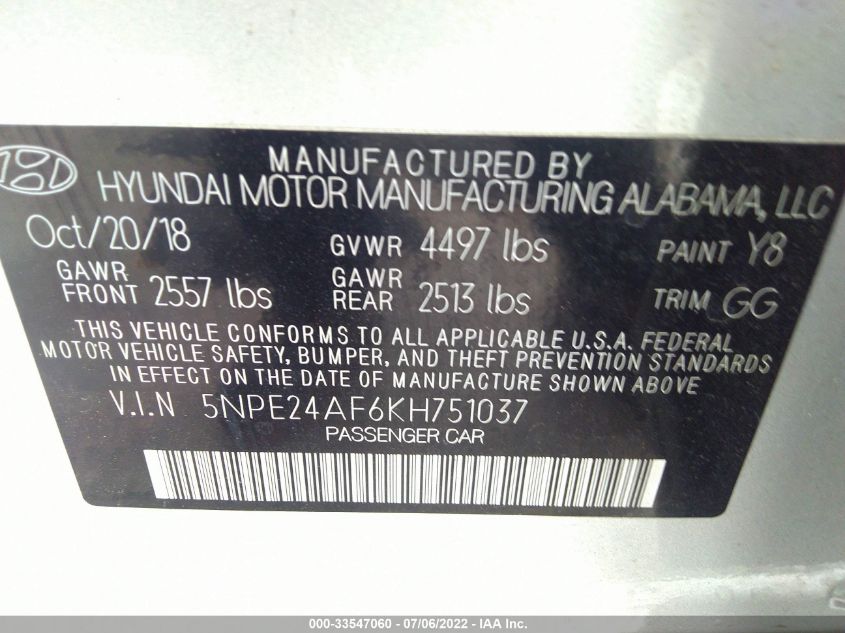 MANUFACTURED BY
HYUNDAI MOTOR MANUFACTURING ALABAMA, LLC
Oct/20/18 GVWR 4497 lbs PAINT Y8
GAWR FRONT 2557 lbs GAWR REAR 2513 lbs TRIM GG
THIS VEHICLE CONFORMS TO ALL APPLICABLE U.S.A. FEDERAL
MOTOR VEHICLE SAFETY, BUMPER, AND THEFT PREVENTION STANDARDS
IN EFFECT ON THE DATE OF MANUFACTURE SHOWN ABOVE.
V.I.N 5NPE24AF6KH751037
PASSENGER CAR
000-33547060 - 07/06/2022 - IAA Inc.